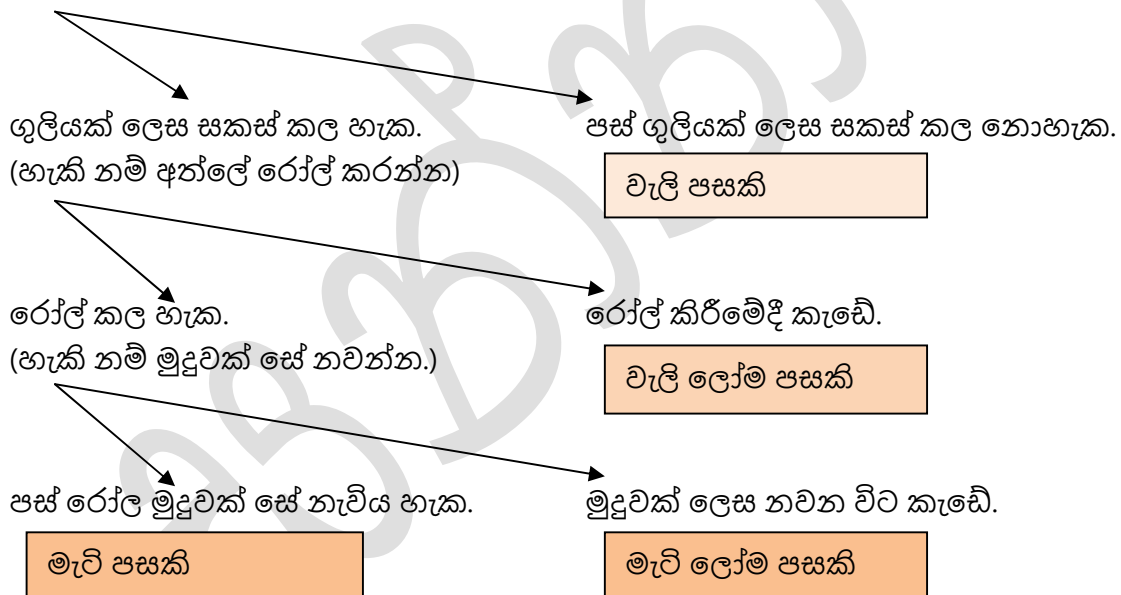 ගුලියක් ලෙස සකස් කල හැක.
පස් ගුලියක් ලෙස සකස් කල නොහැක.
(හැකි නම් අත්ලේ රෝල් කරන්න)
වැලි පසකි
රෝල් කල හැක.
රෝල් කිරීමේදී කැඩේ.
(හැකි නම් මුදුවක් සේ නවන්න.)
වැලි ලෝම පසකි
පස් රෝල මුදුවක් සේ නැවිය හැක.
මුදුවක් ලෙස නවන විට කැඩේ.
මැටි පසකි
මැටි ලෝම පසකි